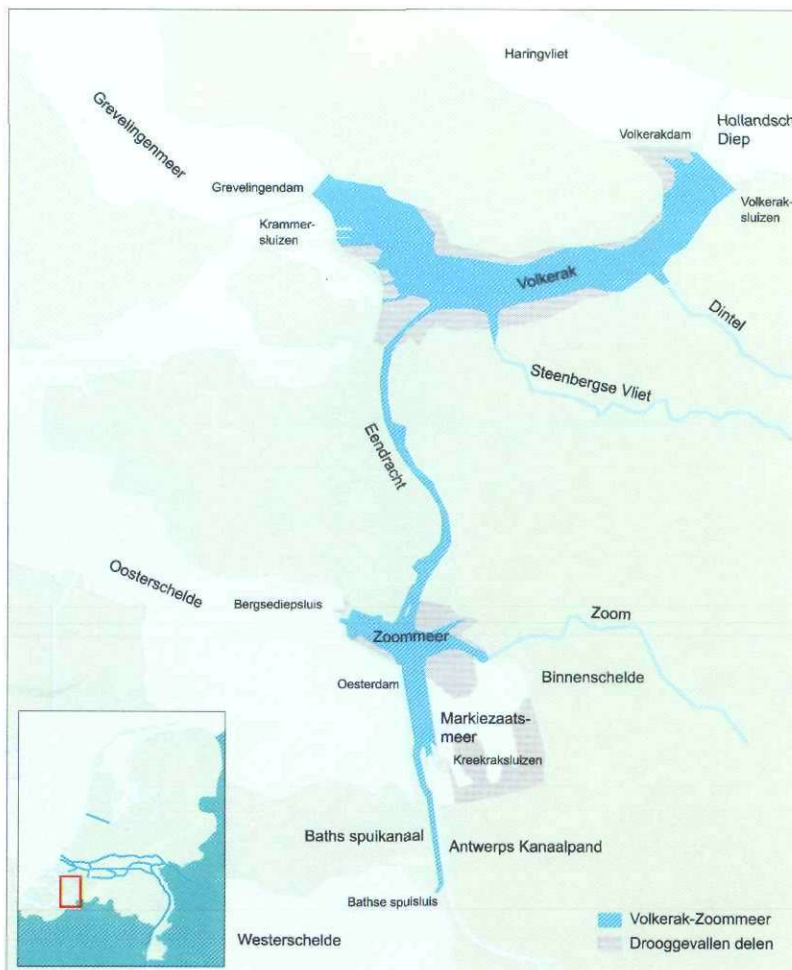 Haringvliet
Grevelingenmeer
Hollandsch
Diep
Volkerakdam
Grevelingendam
Volkerak-
sluizen
Krammer-
sluizen
Volkerak
Dintel
Steenbergse Vliet
Eendracht
Oosterschelde
Bergsediepsluis
Zoom
Zoommeer
Binnenschelde
Oesterdam
Markiezaats-
meer
Kreekraksluizen
Baths spuikanaal
Antwerps Kanaalpand
Bathse spuisluis
Volkerak-Zoommeer
Westerschelde
Drooggevallen delen